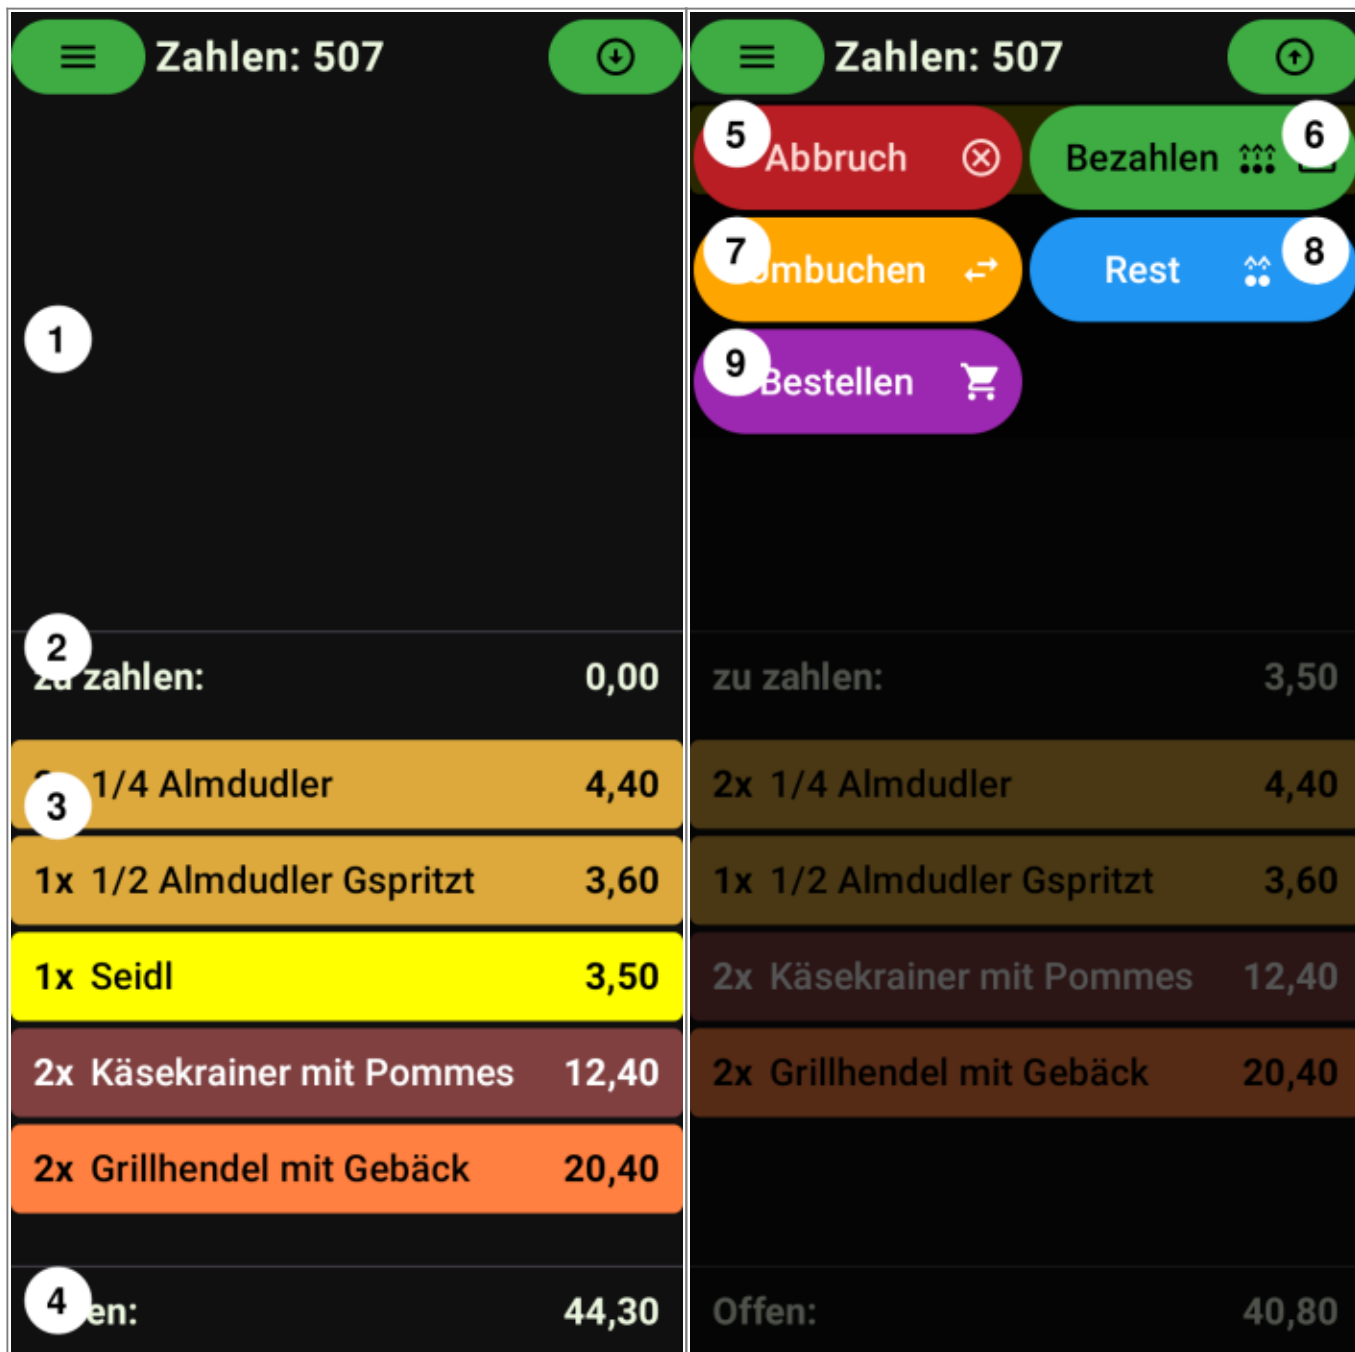 Zahlen: 507
1
2
zu zahlen: 0,00
3
1/4 Almdudler 4,40
1x 1/2 Almdudler Gspritzt 3,60
1x Seidl 3,50
2x Käsekrainer mit Pommes 12,40
2x Grillhendel mit Gebäck 20,40
4
en: 44,30
Zahlen: 507
5
Abbruch
Bezahlen
6
7
mbuchen
Rest
8
9
Bestellen
zu zahlen: 3,50
2x 1/4 Almdudler 4,40
1x 1/2 Almdudler Gspritzt 3,60
2x Käsekrainer mit Pommes 12,40
2x Grillhendel mit Gebäck 20,40
Offen: 40,80